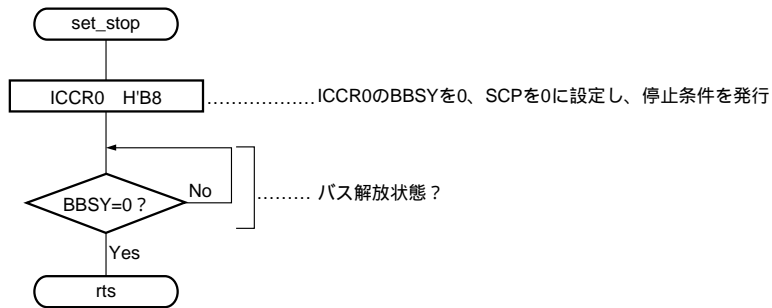 set_stop
ICCR0 H'B8 ..................ICCR0のBBSYを0、SCPを0に設定し、停止条件を発行
No
BBSY=0？ ......... バス解放状態？
Yes
rts